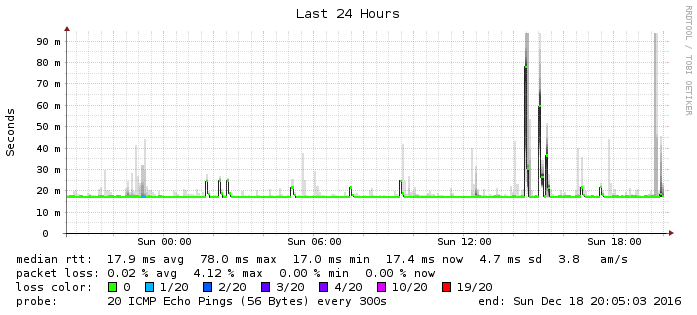 Last 24 Hours
RRDTOOL / TOBI OETIKER
Seconds
90 m
80 m
70 m
60 m
50 m
40 m
30 m
20 m
10 m
0
Sun 00:00 Sun 06:00 Sun 12:00 Sun 18:00
median rtt: 17.9 ms avg 78.0 ms max 17.0 ms min 17.4 ms now 4.7 ms sd 3.8 am/s
packet loss: 0.02 % avg 4.12 % max 0.00 % min 0.00 % now
loss color: 0 1/20 2/20 3/20 4/20 10/20 19/20
probe: 20 ICMP Echo Pings (56 Bytes) every 300s end: Sun Dec 18 20:05:03 2016